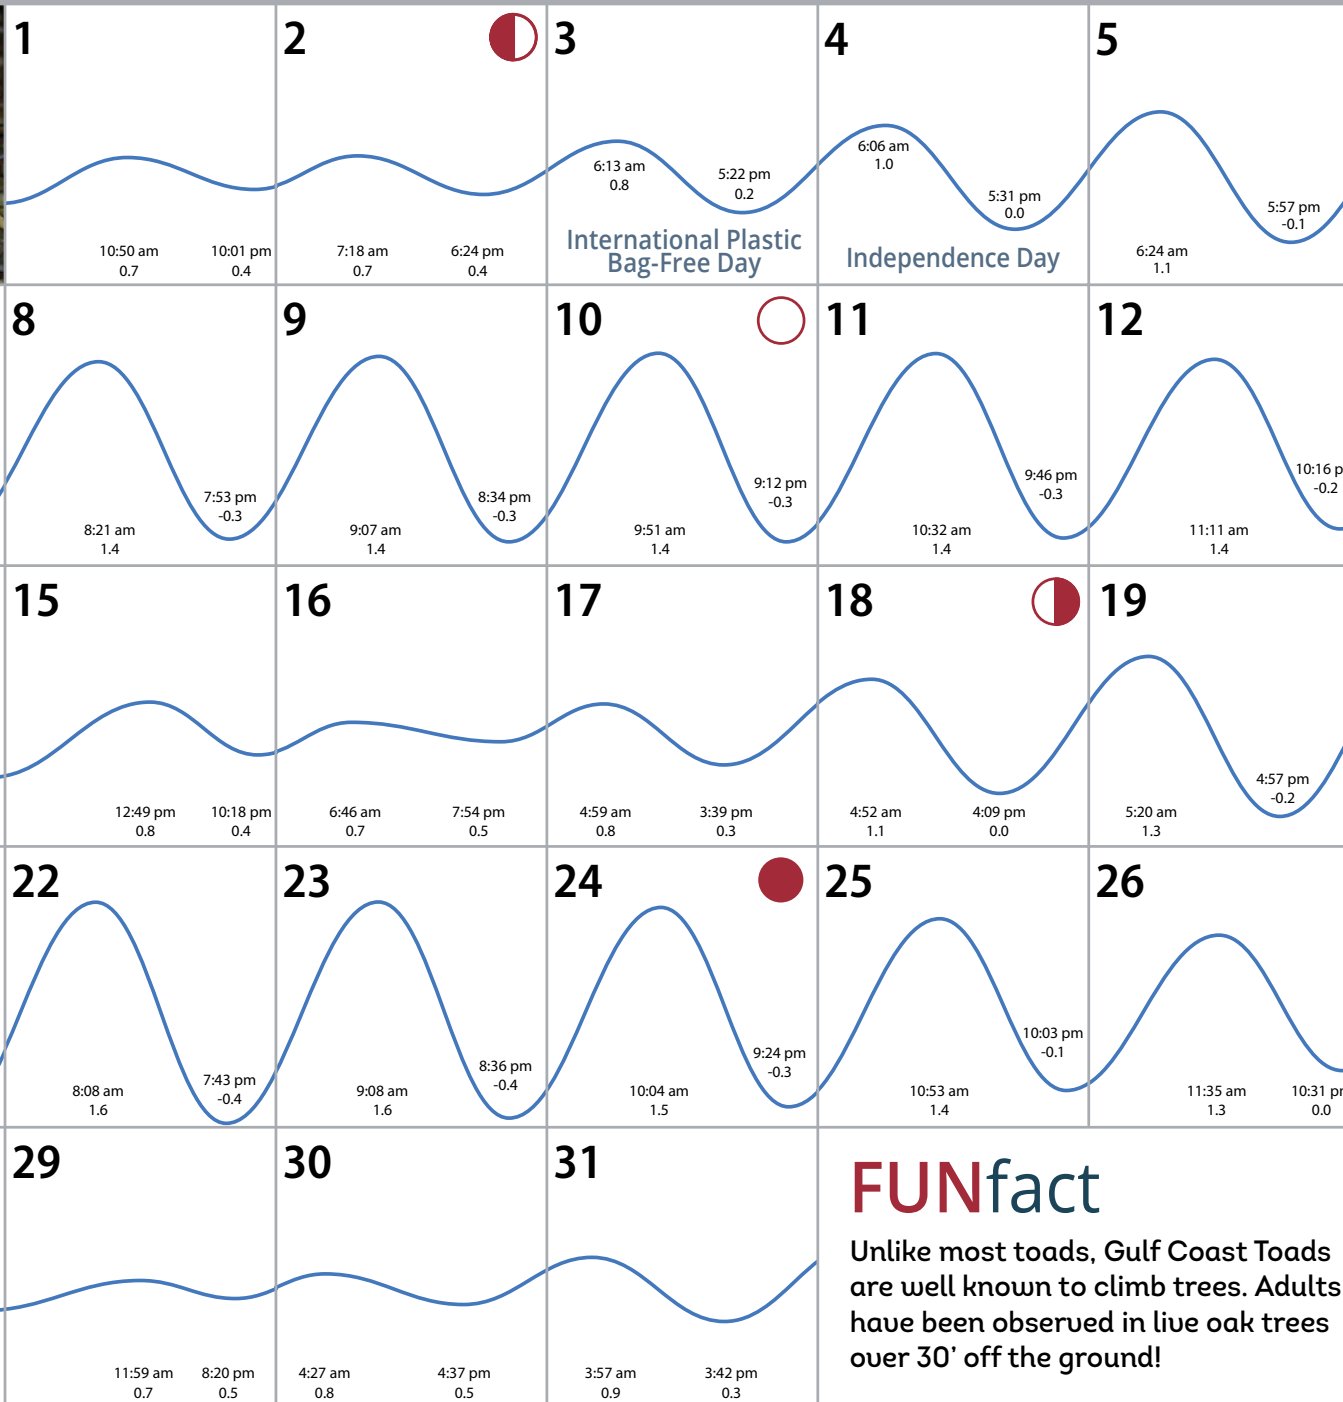 1
10:50 am
0.7
10:01 pm
0.4
2
7:18 am
0.7
6:24 pm
0.4
3
6:13 am
0.8
5:22 pm
0.2
International Plastic
Bag-Free Day
4
6:06 am
1.0
5:31 pm
0.0
Independence Day
5
6:24 am
1.1
5:57 pm
-0.1
8
8:21 am
1.4
7:53 pm
-0.3
9
9:07 am
1.4
8:34 pm
-0.3
10
9:51 am
1.4
9:12 pm
-0.3
11
10:32 am
1.4
9:46 pm
-0.3
12
11:11 am
1.4
10:16 p
-0.2
15
12:49 pm
0.8
10:18 pm
0.4
16
6:46 am
0.7
7:54 pm
0.5
17
4:59 am
0.8
3:39 pm
0.3
18
4:52 am
1.1
4:09 pm
0.0
19
5:20 am
1.3
4:57 pm
-0.2
22
8:08 am
1.6
7:43 pm
-0.4
23
9:08 am
1.6
8:36 pm
-0.4
24
10:04 am
1.5
9:24 pm
-0.3
25
10:53 am
1.4
10:03 pm
-0.1
26
11:35 am
1.3
10:31 p
0.0
29
11:59 am
0.7
8:20 pm
0.5
30
4:27 am
0.8
4:37 pm
0.5
31
3:57 am
0.9
3:42 pm
0.3
FUNfact
Unlike most toads, Gulf Coast Toads
are well known to climb trees. Adults
have been observed in live oak trees
over 30’ off the ground!